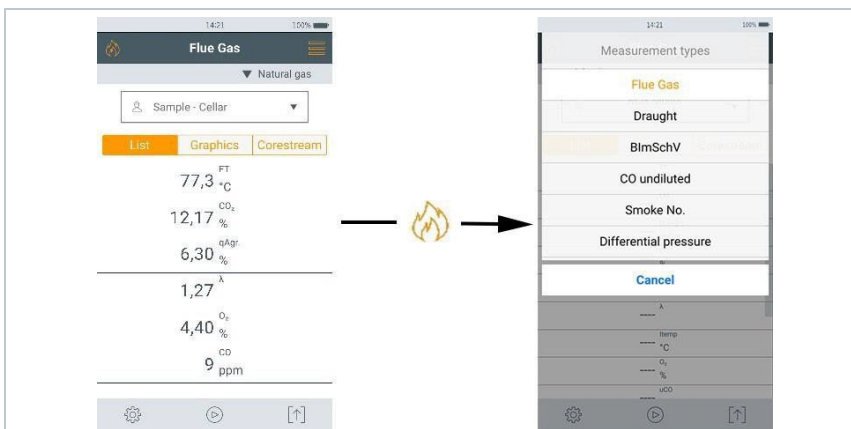 14:21 100%
Flue Gas
Natural gas
Sample - Cellar
List Graphics Corestream
77,3 FT °C
12,17 CO₂ %
6,30 qAgr. %
1,27 λ
4,40 O₂ %
9 CO ppm
14:21 100%
Measurement types
Flue Gas
Draught
BImSchV
CO undiluted
Smoke No.
Differential pressure
Cancel
%
---- λ
---- Itemp °C
---- O₂ %
---- uCO